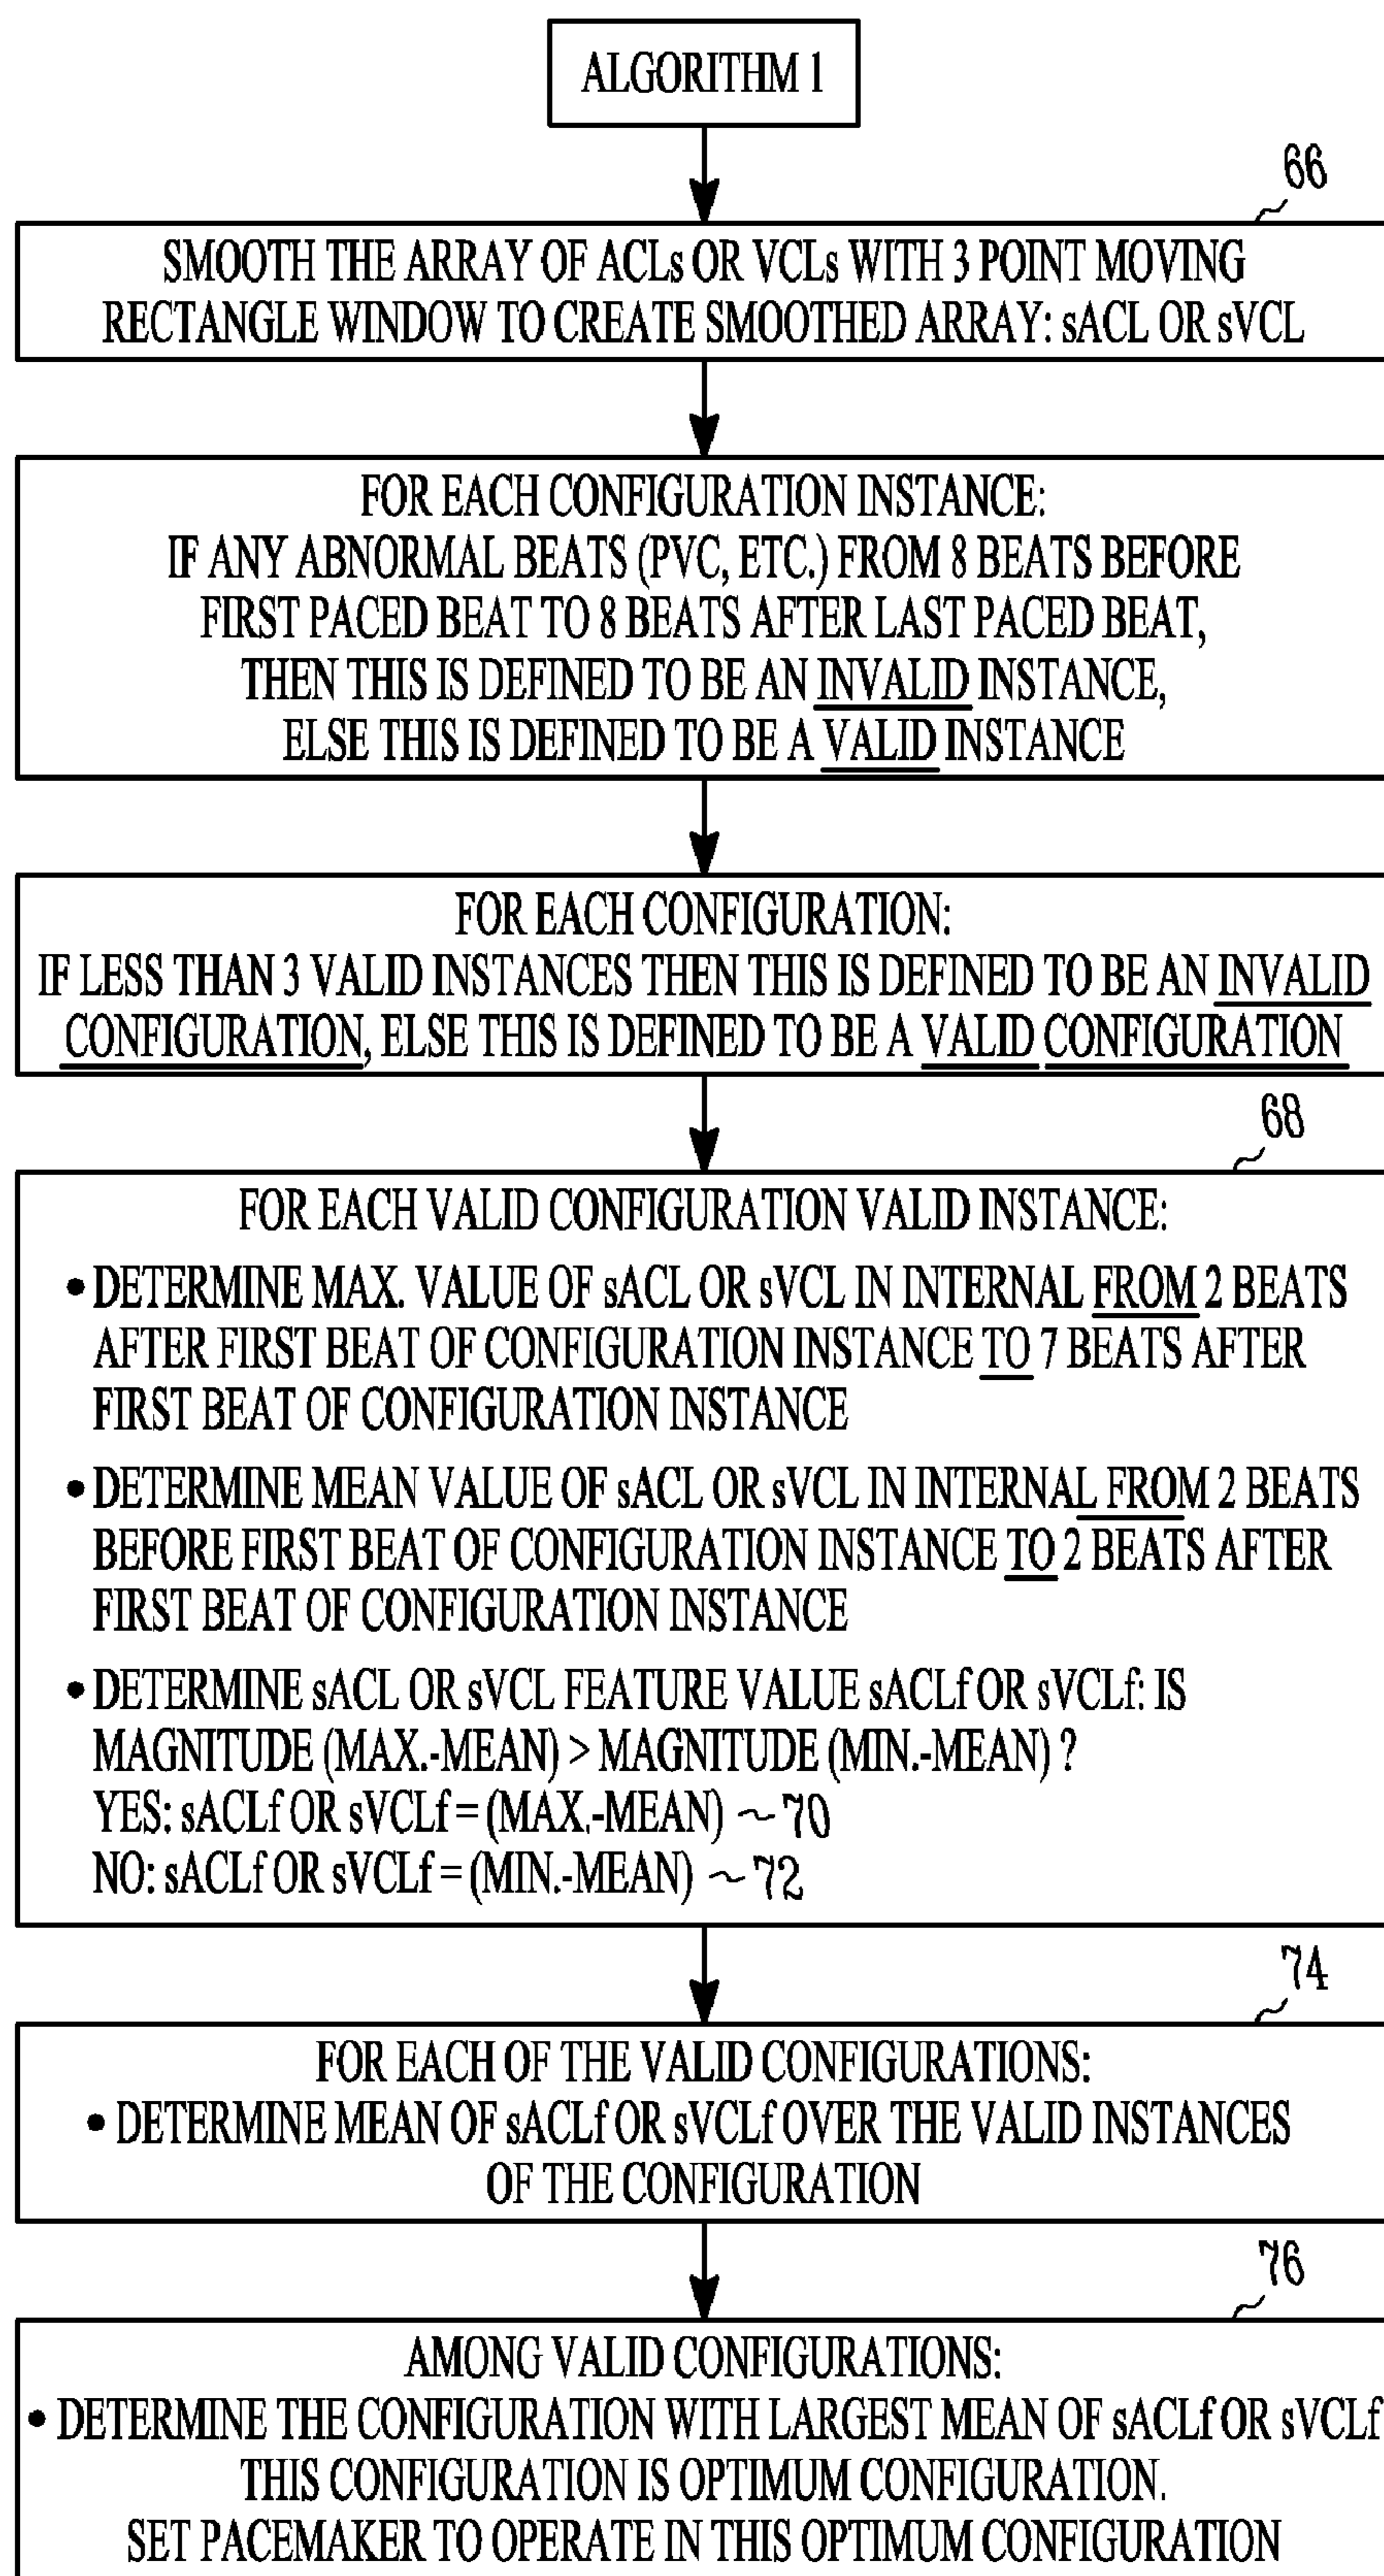 ALGORITHM 1
66
SMOOTH THE ARRAY OF ACLs OR VCLs WITH 3 POINT MOVING
RECTANGLE WINDOW TO CREATE SMOOTHED ARRAY: sACL OR sVCL
FOR EACH CONFIGURATION INSTANCE:
IF ANY ABNORMAL BEATS (PVC, ETC.) FROM 8 BEATS BEFORE
FIRST PACED BEAT TO 8 BEATS AFTER LAST PACED BEAT,
THEN THIS IS DEFINED TO BE AN INVALID INSTANCE,
ELSE THIS IS DEFINED TO BE A VALID INSTANCE
FOR EACH CONFIGURATION:
IF LESS THAN 3 VALID INSTANCES THEN THIS IS DEFINED TO BE AN INVALID
CONFIGURATION, ELSE THIS IS DEFINED TO BE A VALID CONFIGURATION
68
FOR EACH VALID CONFIGURATION VALID INSTANCE:
• DETERMINE MAX. VALUE OF sACL OR sVCL IN INTERNAL FROM 2 BEATS
AFTER FIRST BEAT OF CONFIGURATION INSTANCE TO 7 BEATS AFTER
FIRST BEAT OF CONFIGURATION INSTANCE
• DETERMINE MEAN VALUE OF sACL OR sVCL IN INTERNAL FROM 2 BEATS
BEFORE FIRST BEAT OF CONFIGURATION INSTANCE TO 2 BEATS AFTER
FIRST BEAT OF CONFIGURATION INSTANCE
• DETERMINE sACL OR sVCL FEATURE VALUE sACLf OR sVCLf: IS
MAGNITUDE (MAX.-MEAN) > MAGNITUDE (MIN.-MEAN) ?
YES: sACLf OR sVCLf = (MAX.-MEAN) ~70
NO: sACLf OR sVCLf = (MIN.-MEAN) ~72
74
FOR EACH OF THE VALID CONFIGURATIONS:
• DETERMINE MEAN OF sACLf OR sVCLf OVER THE VALID INSTANCES
OF THE CONFIGURATION
76
AMONG VALID CONFIGURATIONS:
• DETERMINE THE CONFIGURATION WITH LARGEST MEAN OF sACLf OR sVCLf
THIS CONFIGURATION IS OPTIMUM CONFIGURATION.
SET PACEMAKER TO OPERATE IN THIS OPTIMUM CONFIGURATION